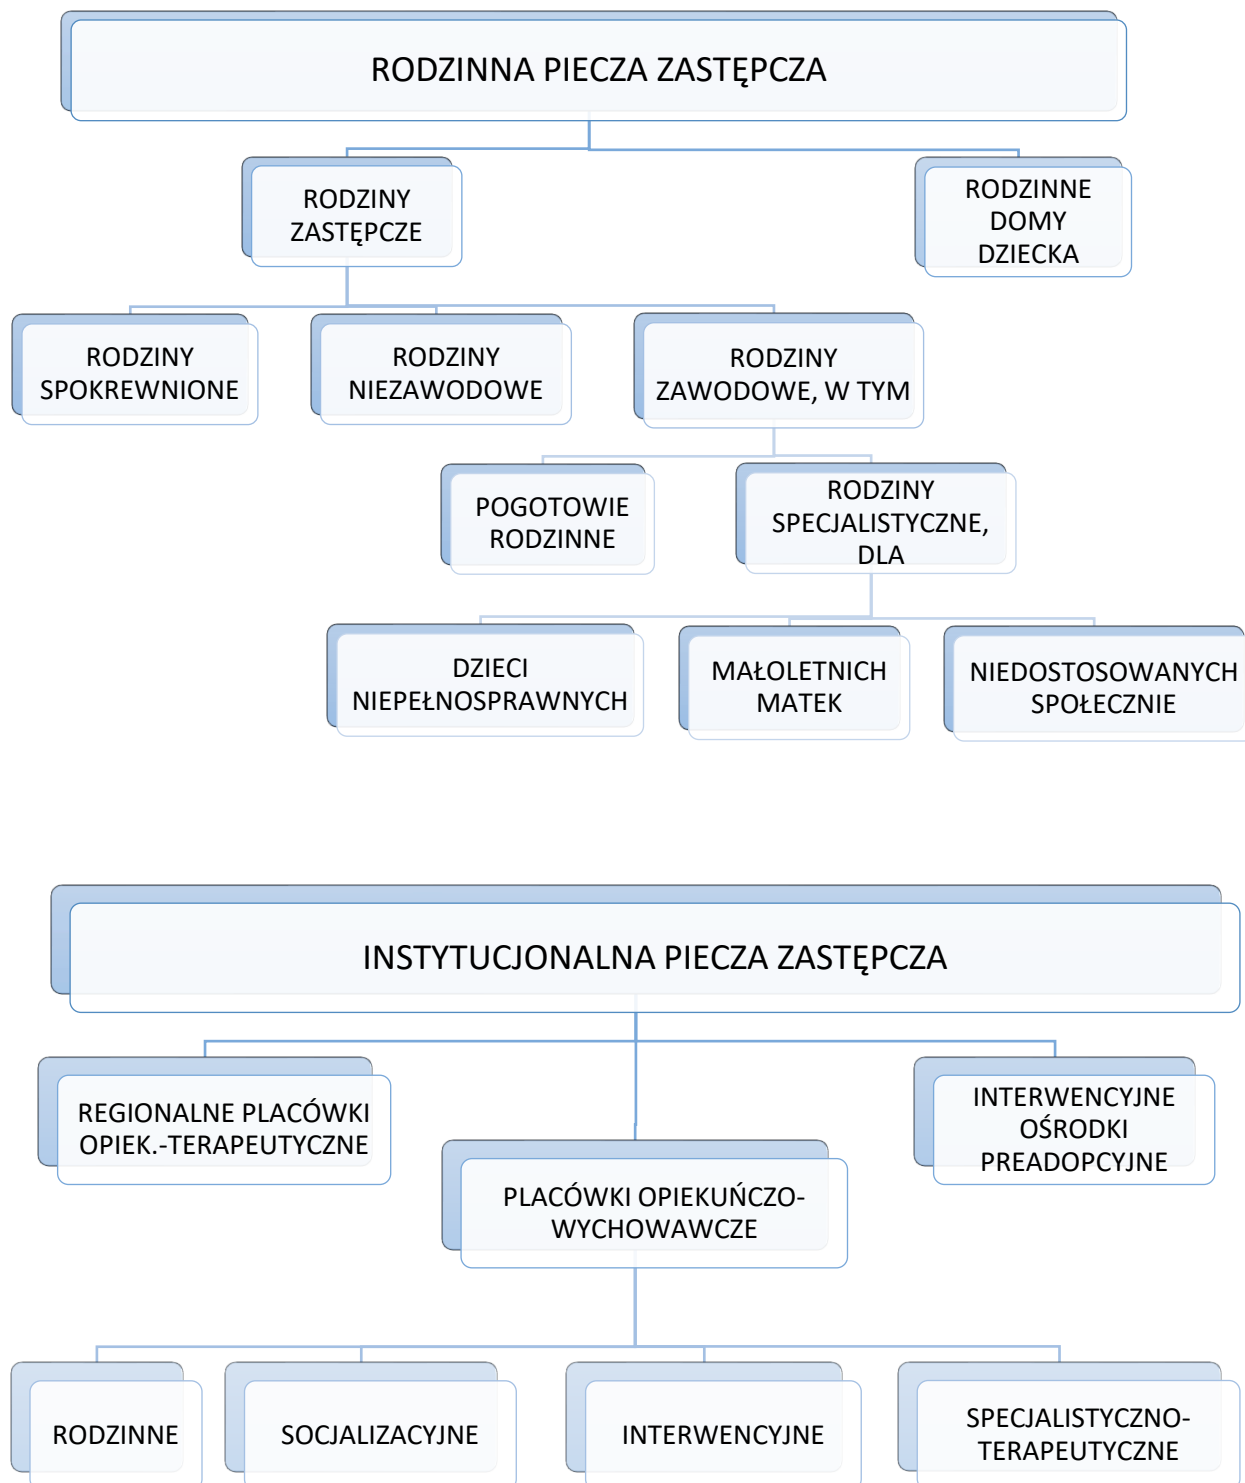 RODZINNA PIECZA ZASTĘPCZA
RODZINY
ZASTĘPCZE
RODZINNE
DOMY
DZIECKA
RODZINY
SPOKREWNIONE
RODZINY
NIEZAWODOWE
RODZINY
ZAWODOWE, W TYM
POGOTOWIE
RODZINNE
RODZINY
SPECJALISTYCZNE,
DLA
DZIECI
NIEPEŁNOSPRAWNYCH
MAŁOLETNICH
MATEK
NIEDOSTOSOWANYCH
SPOŁECZNIE
INSTYTUCJONALNA PIECZA ZASTĘPCZA
REGIONALNE PLACÓWKI
OPIEK.-TERAPEUTYCZNE
INTERWENCYJNE
OŚRODKI
PREADOPCYJNE
PLACÓWKI OPIEKUŃCZO-
WYCHOWAWCZE
RODZINNE
SOCJALIZACYJNE
INTERWENCYJNE
SPECJALISTYCZNO-
TERAPEUTYCZNE